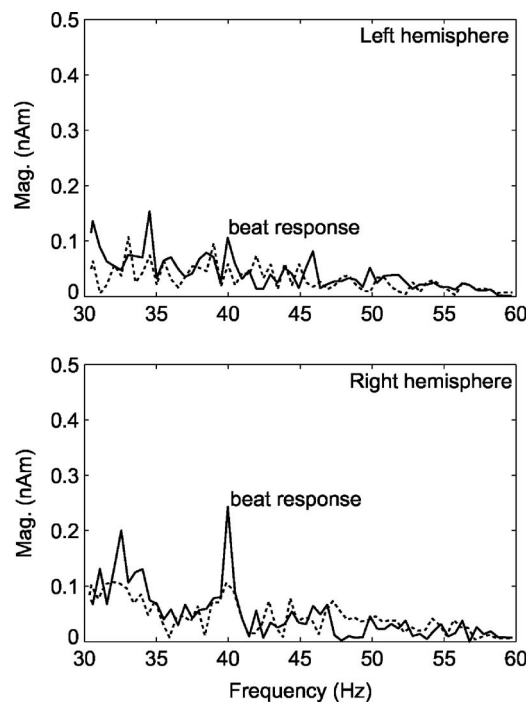 0.5
Left hemisphere
0.4
0.3
Mag. (nAm)
0.2
beat response
0.1
0
30 35 40 45 50 55 60
0.5
Right hemisphere
0.4
0.3
Mag. (nAm)
beat response
0.2
0.1
0
30 35 40 45 50 55 60
Frequency (Hz)